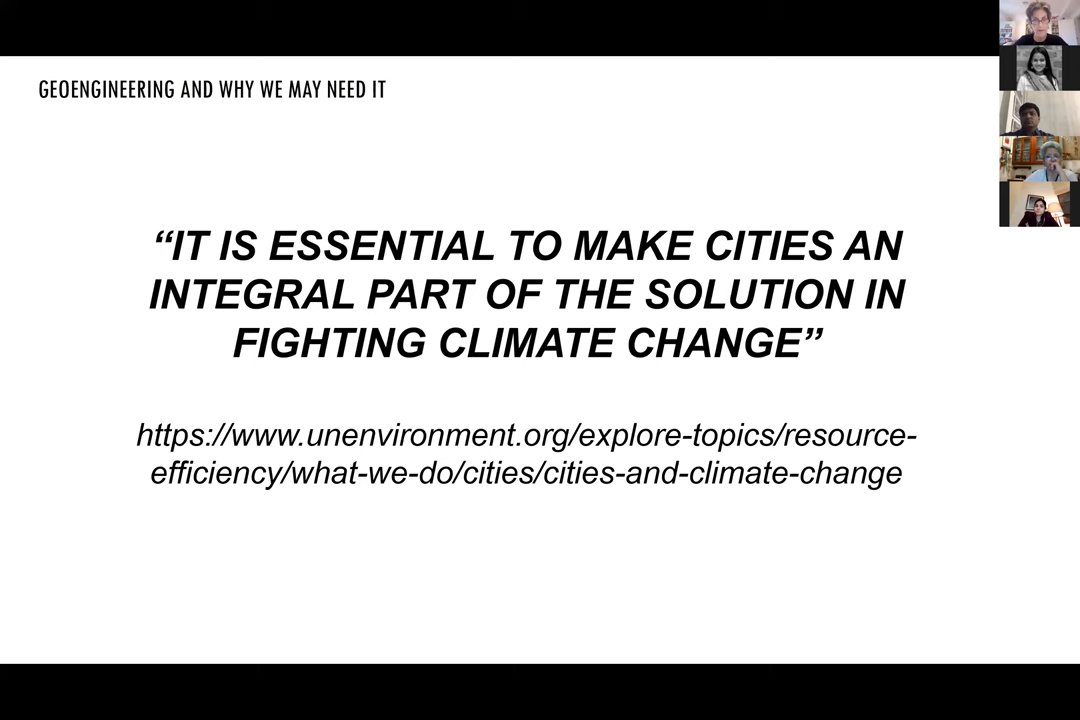 GEOENGINEERING AND WHY WE MAY NEED IT
“IT IS ESSENTIAL TO MAKE CITIES AN
INTEGRAL PART OF THE SOLUTION IN
FIGHTING CLIMATE CHANGE”
https://www.unenvironment.org/explore-topics/resource-
efficiency/what-we-do/cities/cities-and-climate-change